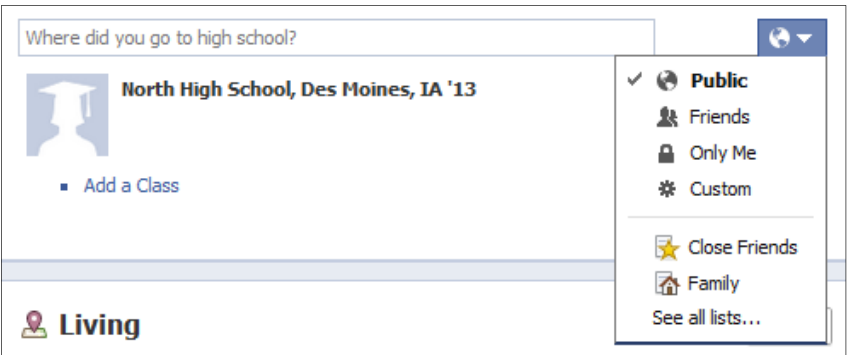 Where did you go to high school?
North High School, Des Moines, IA '13
Add a Class
Public
Friends
Only Me
Custom
Close Friends
Family
See all lists...
Living